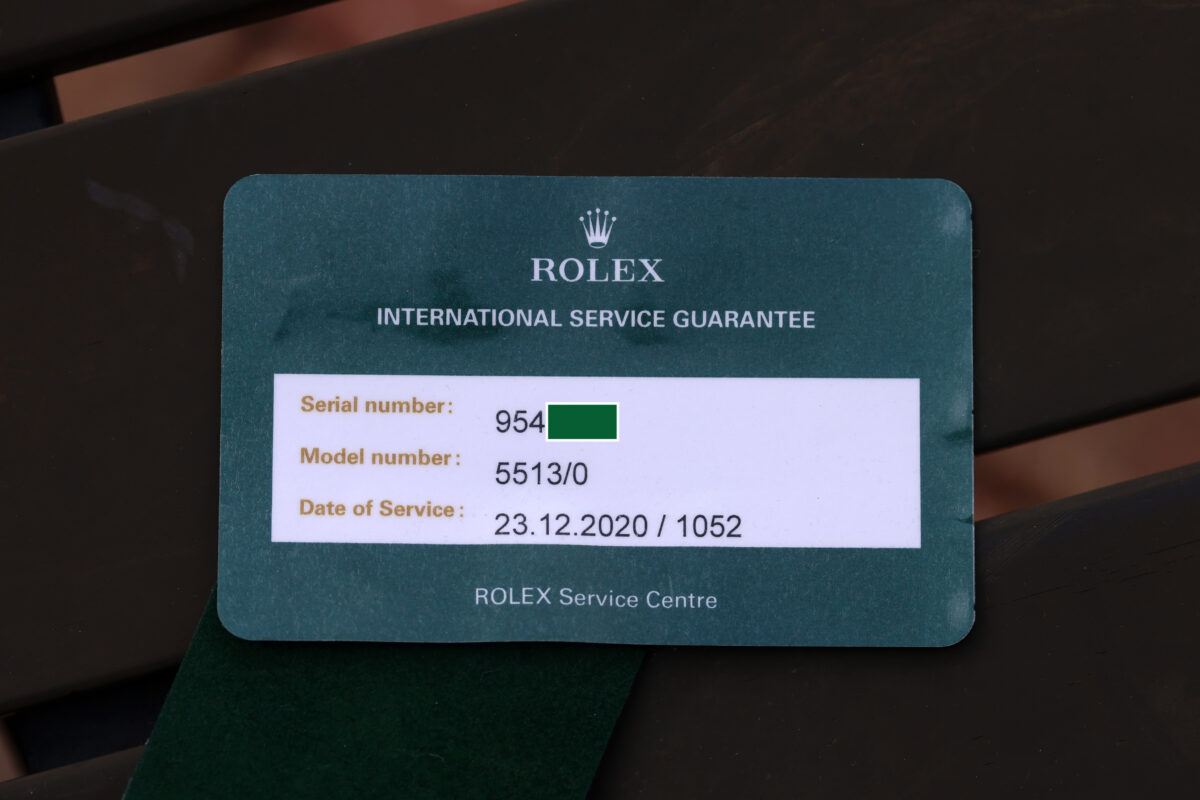 ROLEX
INTERNATIONAL SERVICE GUARANTEE
Serial number: 954
Model number: 5513/0
Date of Service: 23.12.2020 / 1052
ROLEX Service Centre